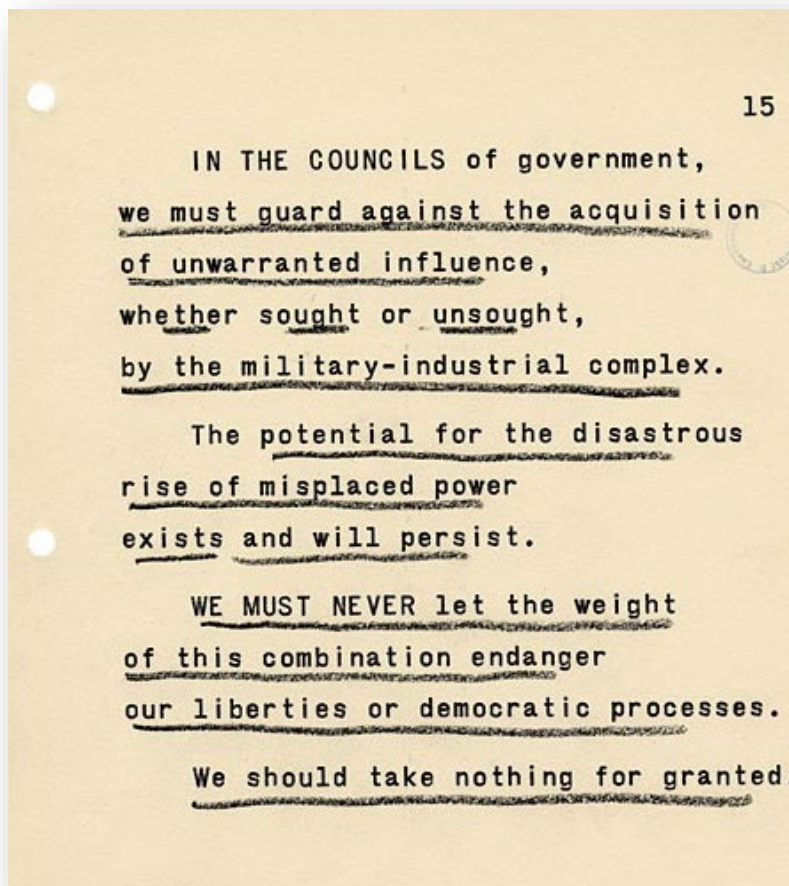 15
IN THE COUNCILS of government,
we must guard against the acquisition
of unwarranted influence,
whether sought or unsought,
by the military-industrial complex.
The potential for the disastrous
rise of misplaced power
exists and will persist.
WE MUST NEVER let the weight
of this combination endanger
our liberties or democratic processes.
We should take nothing for granted.